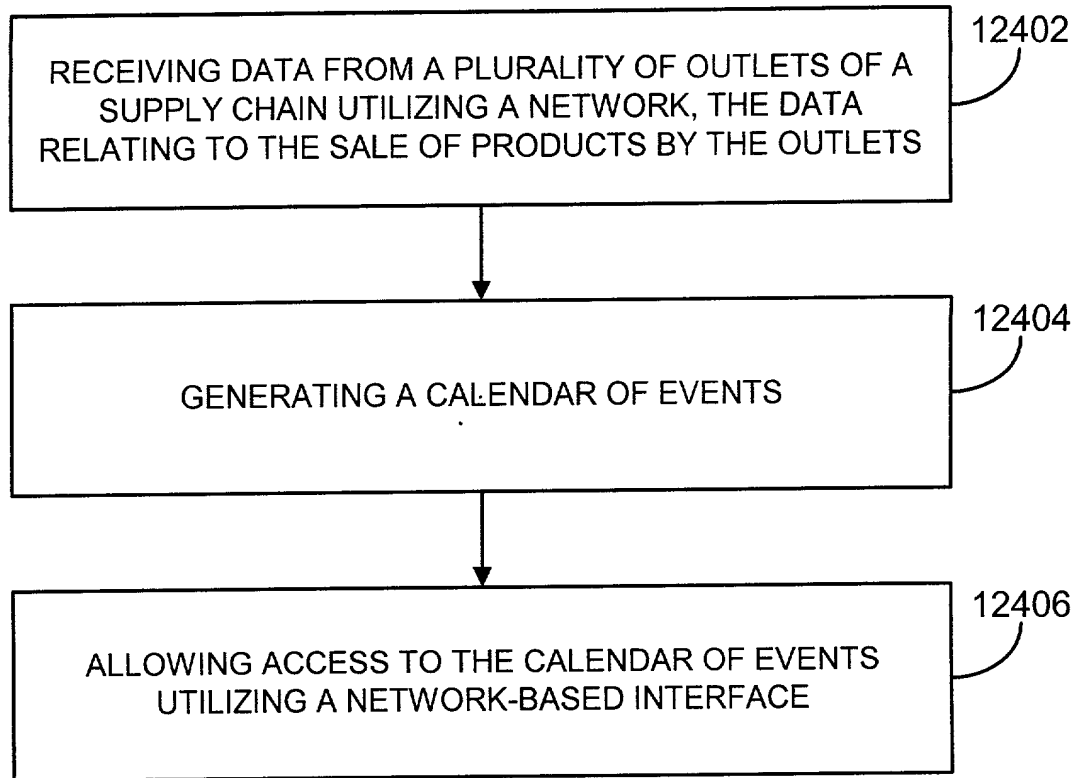 12402
RECEIVING DATA FROM A PLURALITY OF OUTLETS OF A
SUPPLY CHAIN UTILIZING A NETWORK, THE DATA
RELATING TO THE SALE OF PRODUCTS BY THE OUTLETS
12404
GENERATING A CALENDAR OF EVENTS
12406
ALLOWING ACCESS TO THE CALENDAR OF EVENTS
UTILIZING A NETWORK-BASED INTERFACE